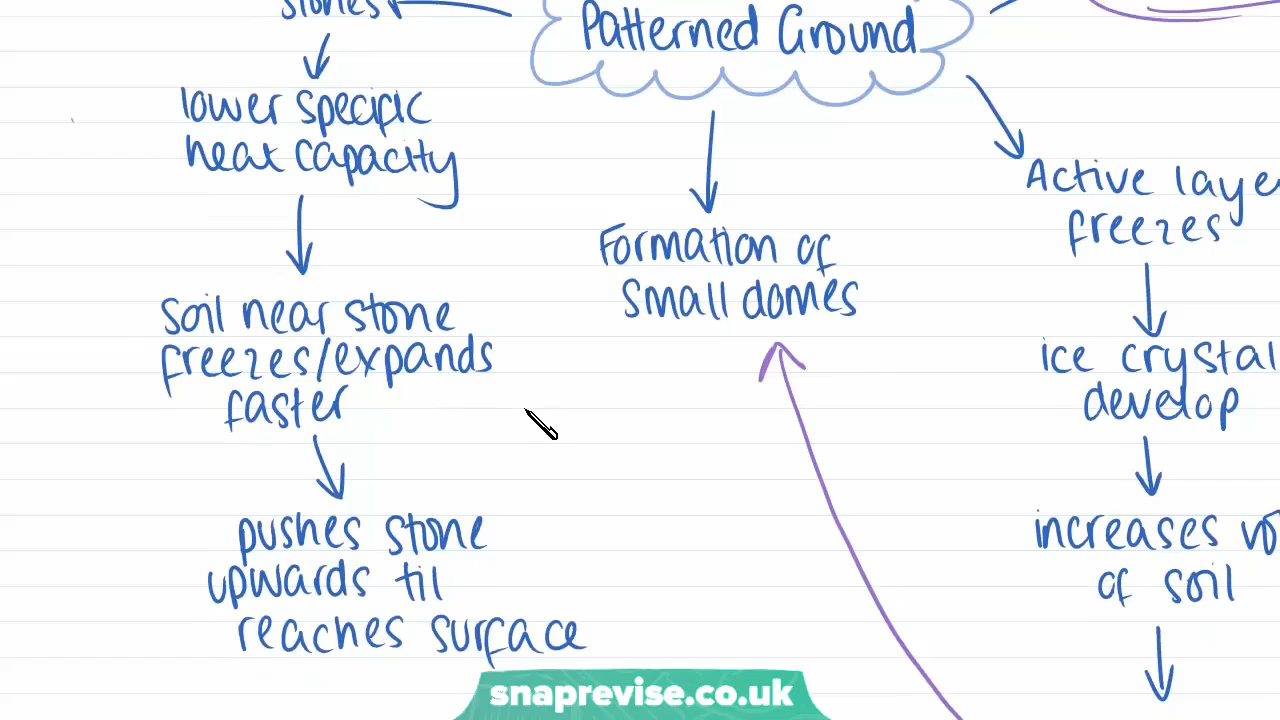 stones
Patterned Ground
lower specific
heat capacity
Soil near stone
freezes/expands
faster
pushes stone
upwards til
reaches surface
Formation of
Small domes
Active laye
freezes
ice crystal
develop
increases vo
of soil
snaprevise.co.uk